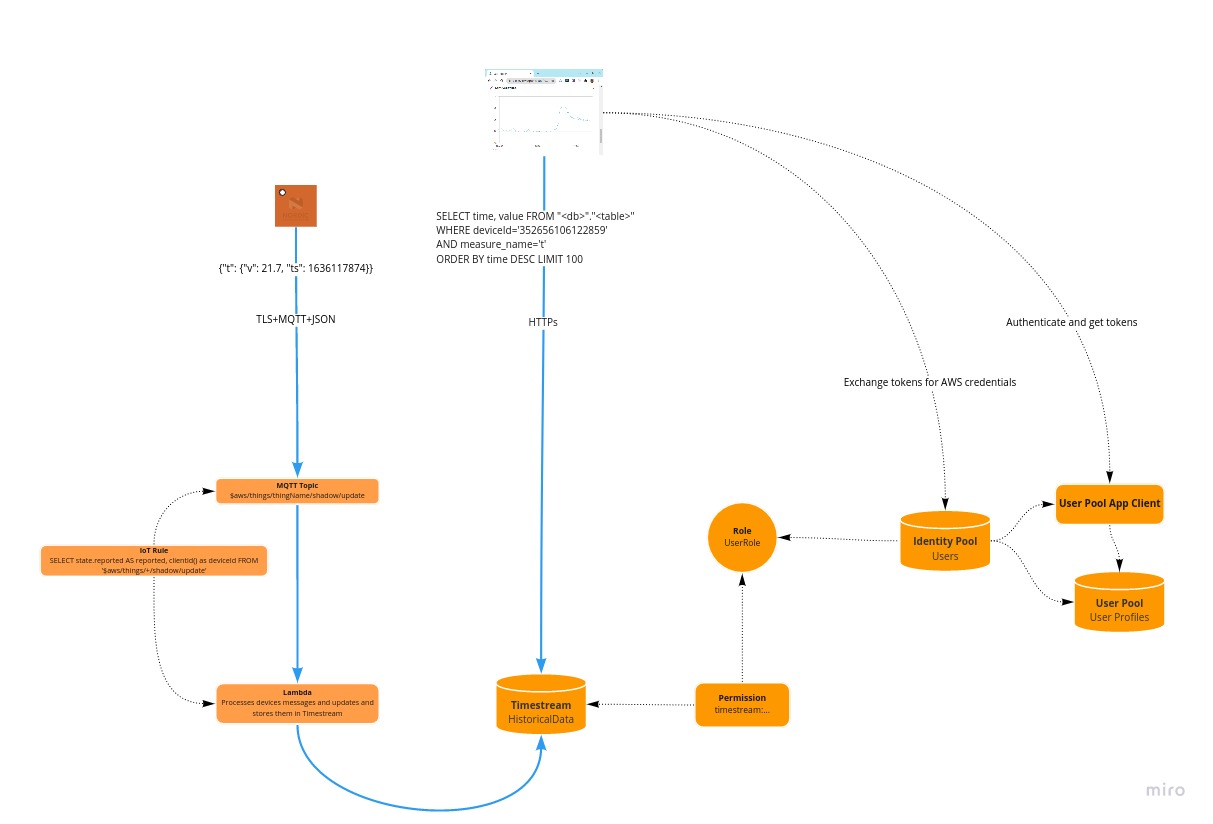 SELECT time, value FROM "<db>"."<table>"
WHERE deviceId='352656106122859'
AND measure_name='t'
ORDER BY time DESC LIMIT 100
{"t": {"v": 21.7, "ts": 1636117874}}
TLS+MQTT+JSON
HTTPs
Authenticate and get tokens
Exchange tokens for AWS credentials
MQTT Topic
$aws/things/thingName/shadow/update
User Pool App Client
Role
UserRole
Identity Pool
Users
IoT Rule
SELECT state.reported AS reported, clientid() as deviceId FROM
'$aws/things/+/shadow/update'
User Pool
User Profiles
Lambda
Processes devices messages and updates and
stores them in Timestream
Timestream
HistoricalData
Permission
timestream:...
miro